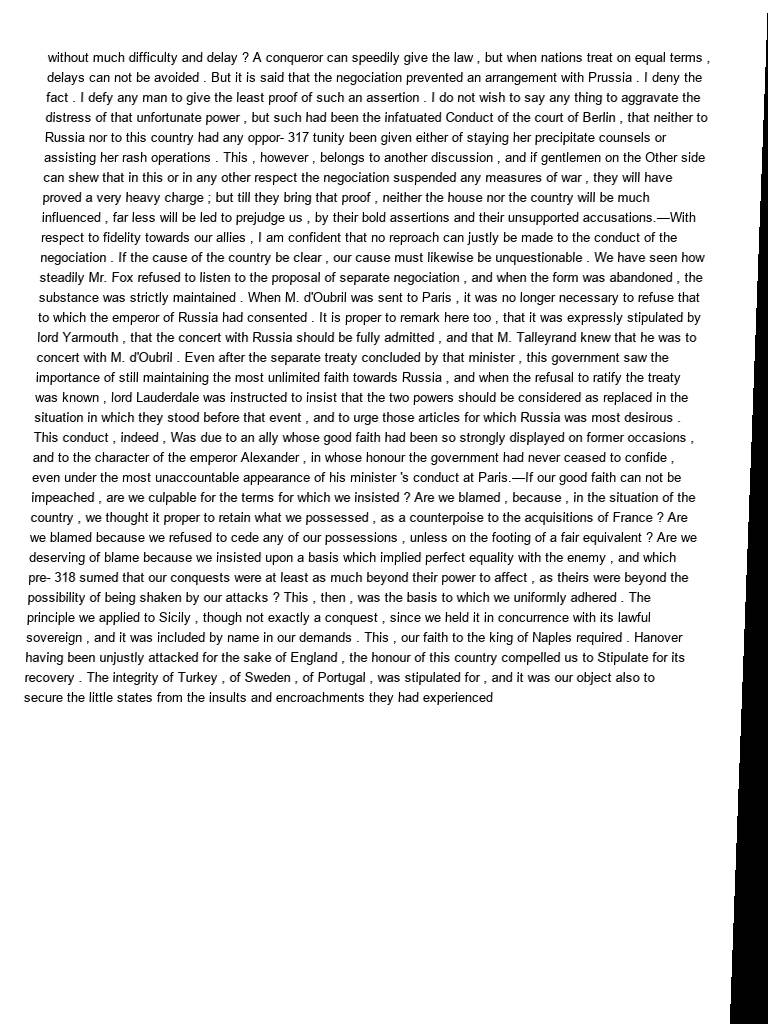 without much difficulty and delay ? A conqueror can speedily give the law , but when nations treat on equal terms ,
delays can not be avoided . But it is said that the negociation prevented an arrangement with Prussia . I deny the
fact . I defy any man to give the least proof of such an assertion . I do not wish to say any thing to aggravate the
distress of that unfortunate power , but such had been the infatuated Conduct of the court of Berlin , that neither to
Russia nor to this country had any oppor- 317 tunity been given either of staying her precipitate counsels or
assisting her rash operations . This , however , belongs to another discussion , and if gentlemen on the Other side
can shew that in this or in any other respect the negociation suspended any measures of war , they will have
proved a very heavy charge ; but till they bring that proof , neither the house nor the country will be much
influenced , far less will be led to prejudge us , by their bold assertions and their unsupported accusations.—With
respect to fidelity towards our allies , I am confident that no reproach can justly be made to the conduct of the
negociation . If the cause of the country be clear , our cause must likewise be unquestionable . We have seen how
steadily Mr. Fox refused to listen to the proposal of separate negociation , and when the form was abandoned , the
substance was strictly maintained . When M. d'Oubril was sent to Paris , it was no longer necessary to refuse that
to which the emperor of Russia had consented . It is proper to remark here too , that it was expressly stipulated by
lord Yarmouth , that the concert with Russia should be fully admitted , and that M. Talleyrand knew that he was to
concert with M. d'Oubril . Even after the separate treaty concluded by that minister , this government saw the
importance of still maintaining the most unlimited faith towards Russia , and when the refusal to ratify the treaty
was known , lord Lauderdale was instructed to insist that the two powers should be considered as replaced in the
situation in which they stood before that event , and to urge those articles for which Russia was most desirous .
This conduct , indeed , Was due to an ally whose good faith had been so strongly displayed on former occasions ,
and to the character of the emperor Alexander , in whose honour the government had never ceased to confide ,
even under the most unaccountable appearance of his minister 's conduct at Paris.—If our good faith can not be
impeached , are we culpable for the terms for which we insisted ? Are we blamed , because , in the situation of the
country , we thought it proper to retain what we possessed , as a counterpoise to the acquisitions of France ? Are
we blamed because we refused to cede any of our possessions , unless on the footing of a fair equivalent ? Are we
deserving of blame because we insisted upon a basis which implied perfect equality with the enemy , and which
pre- 318 sumed that our conquests were at least as much beyond their power to affect , as theirs were beyond the
possibility of being shaken by our attacks ? This , then , was the basis to which we uniformly adhered . The
principle we applied to Sicily , though not exactly a conquest , since we held it in concurrence with its lawful
sovereign , and it was included by name in our demands . This , our faith to the king of Naples required . Hanover
having been unjustly attacked for the sake of England , the honour of this country compelled us to Stipulate for its
recovery . The integrity of Turkey , of Sweden , of Portugal , was stipulated for , and it was our object also to
secure the little states from the insults and encroachments they had experienced